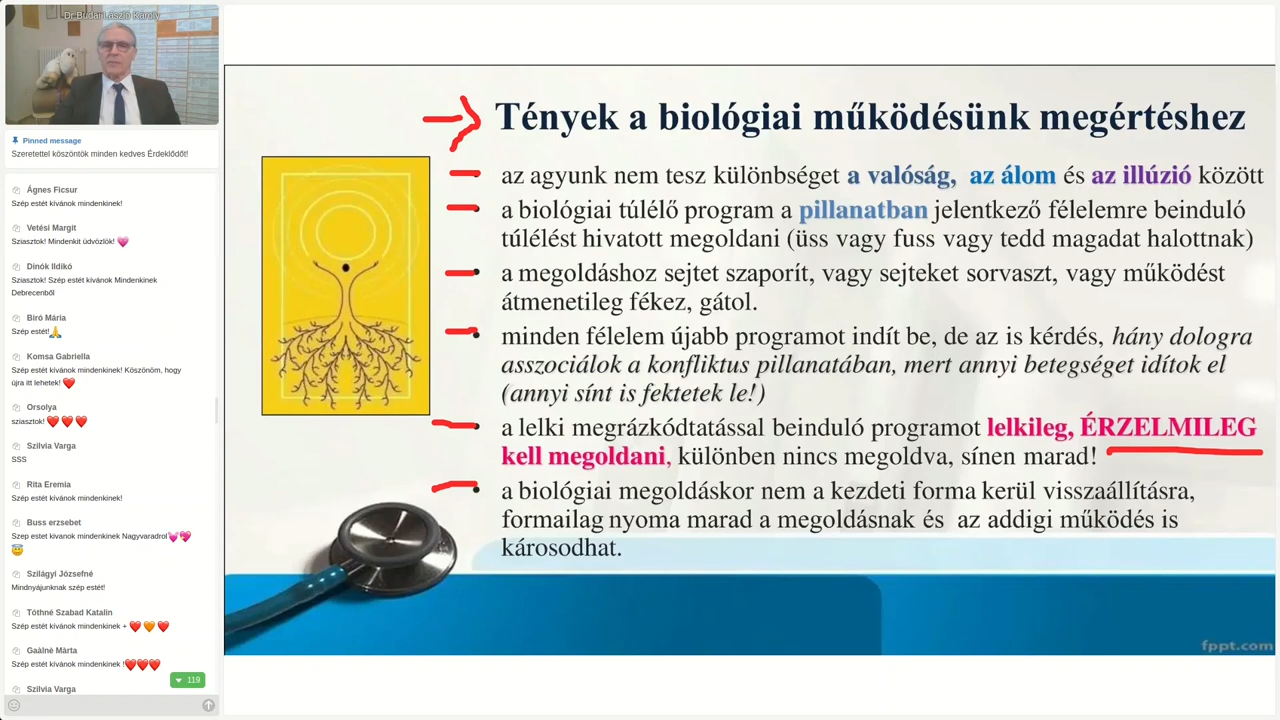 Dr Budai László Károly
Pinned message
Szeretettel köszöntök minden kedves Érdeklődőt!
Ágnes Ficsur
Szép estét kívánok mindenkinek!
Vetési Margit
Sziasztok! Mindenkit üdvözlök! 💗
Dinók Ildikó
Sziasztok! Szép estét kívánok Mindenkinek
Debrecenből
Biró Mária
Szép estét!🙏
Komsa Gabriella
Szép estét kívánok mindenkinek! Köszönöm, hogy
újra itt lehetek! ❤️
Orsolya
sziasztok! ❤️ ❤️ ❤️
Szilvia Varga
SSS
Rita Eremia
Szép estét kívánok mindenkinek!
Buss erzsebet
Szep estet kivanok mindenkinek Nagyvaradrol💓💖
😇
Szilágyi Józsefné
Mindnyájunknak szép estét!
Tóthné Szabad Katalin
Szép estét kívánok mindenkinek + ❤️ 🧡 ❤️
Gaàlnè Màrta
Szép estét kívánok mindenkinek !❤️❤️❤️
119
Szilvia Varga
Tények a biológiai működésünk megértéshez
• az agyunk nem tesz különbséget a valóság, az álom és az illúzió között
• a biológiai túlélő program a pillanatban jelentkező félelemre beinduló
túlélést hivatott megoldani (üss vagy fuss vagy tedd magadat halottnak)
• a megoldáshoz sejtet szaporít, vagy sejteket sorvaszt, vagy működést
átmenetileg fékez, gátol.
• minden félelem újabb programot indít be, de az is kérdés, hány dologra
asszociálok a konfliktus pillanatában, mert annyi betegséget idítok el
(annyi sínt is fektetek le!)
• a lelki megrázkódtatással beinduló programot lelkileg, ÉRZELMILEG
kell megoldani, különben nincs megoldva, sínen marad!
• a biológiai megoldáskor nem a kezdeti forma kerül visszaállításra,
formailag nyoma marad a megoldásnak és az addigi működés is
károsodhat.
fppt.com